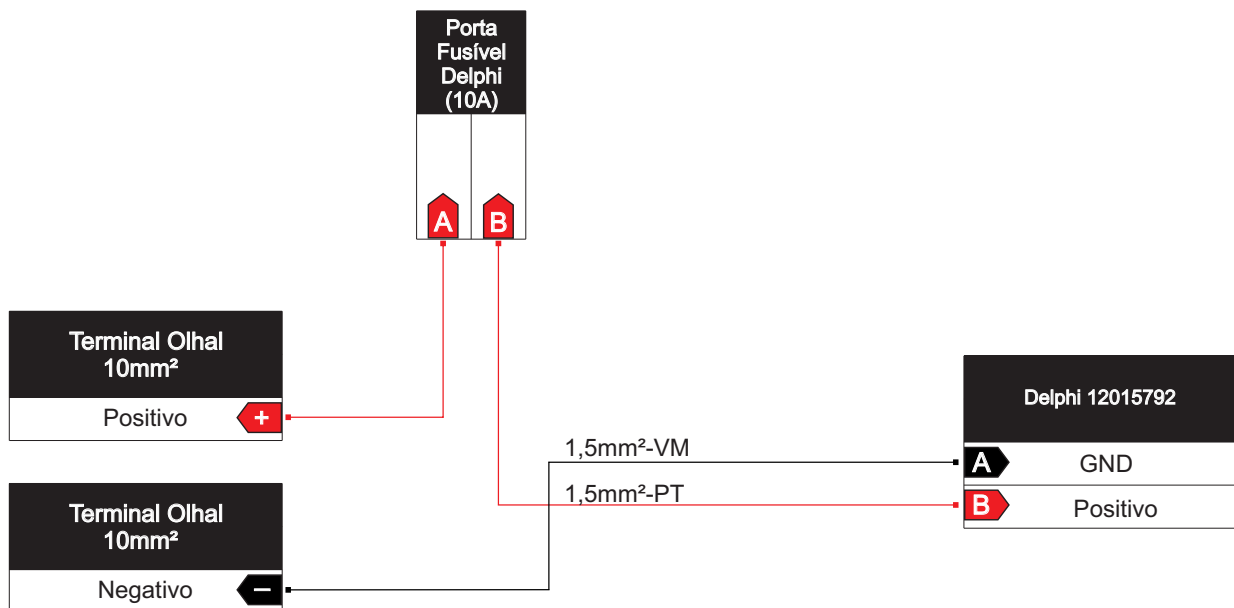 Porta
Fusível
Delphi
(10A)
A B
Terminal Olhal
10mm²
Positivo +
Delphi 12015792
1,5mm²-VM
A GND
1,5mm²-PT
B Positivo
Terminal Olhal
10mm²
Negativo −